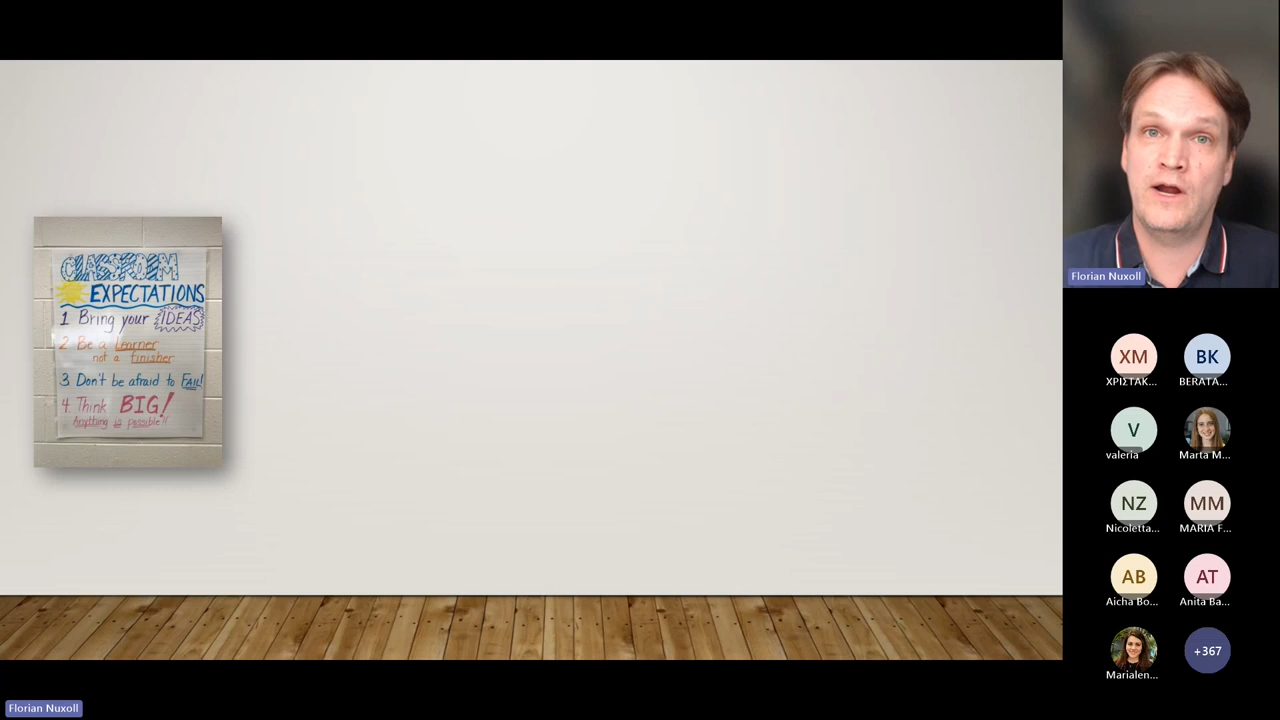 CLASSROOM
EXPECTATIONS
1 Bring your IDEAS
2 Be a Learner
not a finisher
3 Don't be afraid to FAIL!
4. Think BIG!
Anything is possible!!
Florian Nuxoll
XM
BK
ΧΡΙΣΤΑΚ...
BERATA...
V
valeria
Marta M...
NZ
MM
Nicoletta...
MARIA F...
AB
AT
Aicha Bo...
Anita Ba...
Marialen...
+367
Florian Nuxoll